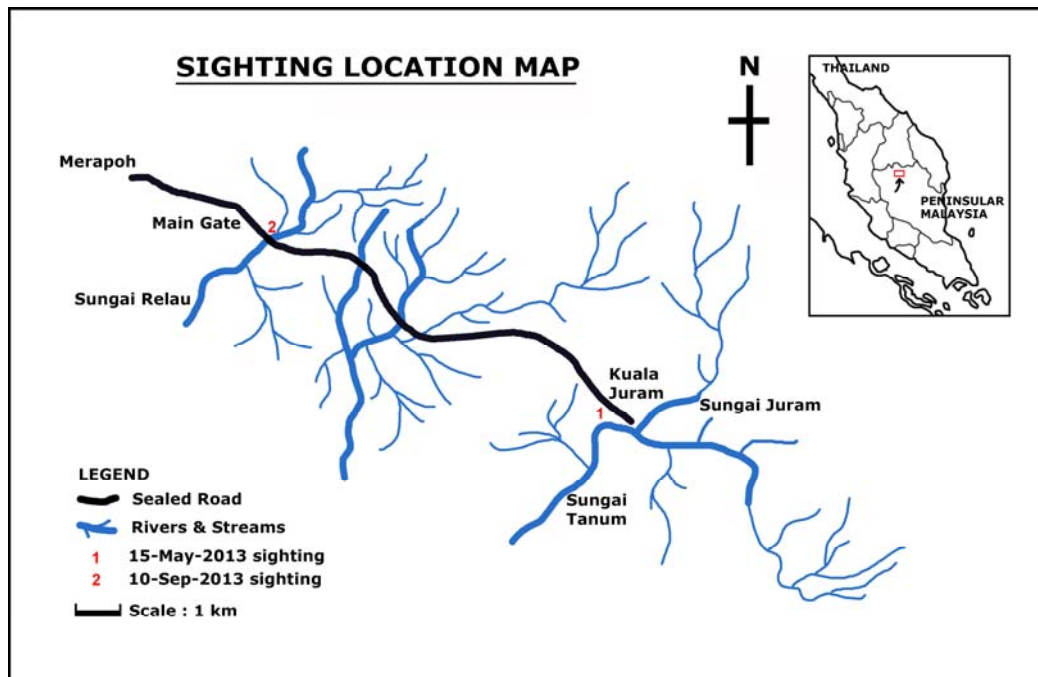 SIGHTING LOCATION MAP
N
THAILAND
PENINSULAR
MALAYSIA
Merapoh
Main Gate
2
Sungai Relau
Kuala
Juram
1
Sungai Juram
Sungai
Tanum
LEGEND
Sealed Road
Rivers & Streams
1 15-May-2013 sighting
2 10-Sep-2013 sighting
Scale : 1 km